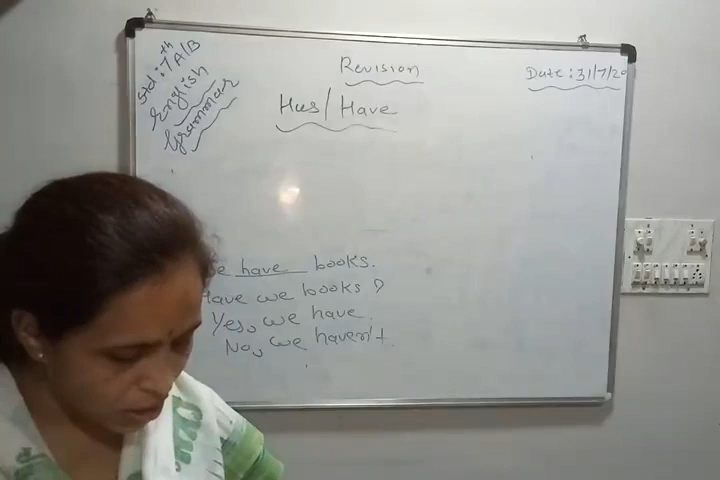 Std : 7th A/B
English
Grammar
Revision
Date : 31/7/20
Has/Have
have books.
Have we books ?
Yes, we have.
No, we haven't.